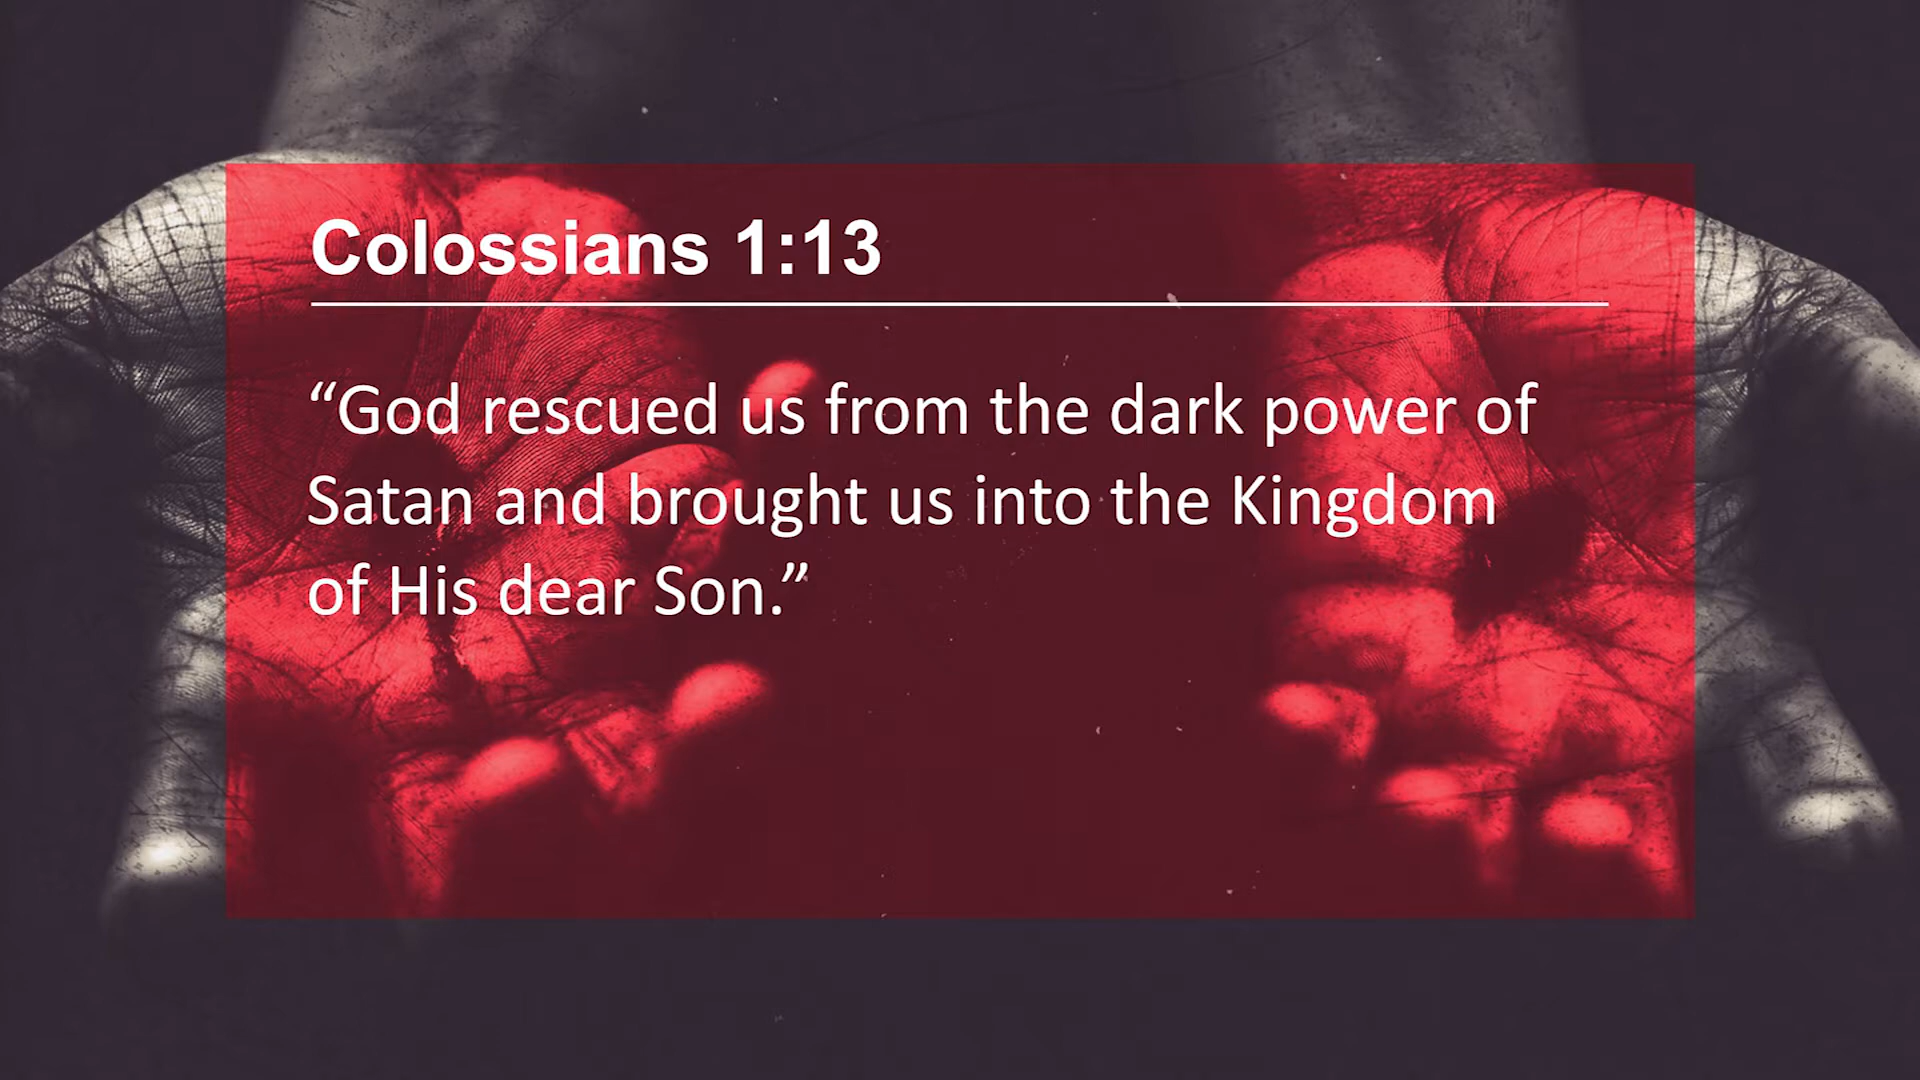 Colossians 1:13
“God rescued us from the dark power of
Satan and brought us into the Kingdom
of His dear Son.”